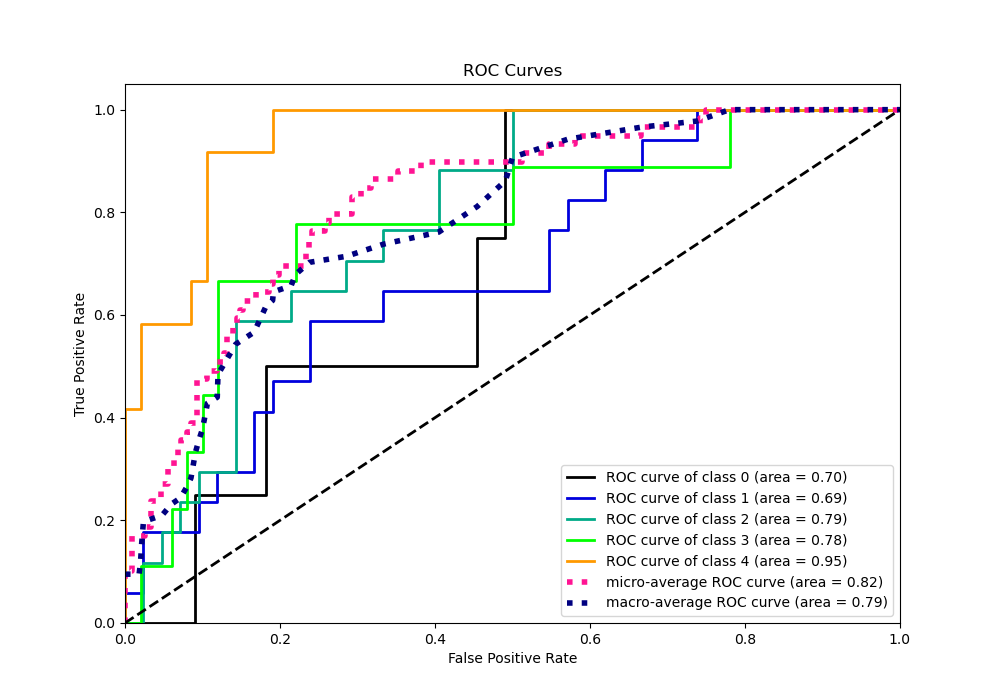 ROC Curves
True Positive Rate
1.0
0.8
0.6
0.4
0.2
0.0
0.0 0.2 0.4 0.6 0.8 1.0
False Positive Rate
ROC curve of class 0 (area = 0.70)
ROC curve of class 1 (area = 0.69)
ROC curve of class 2 (area = 0.79)
ROC curve of class 3 (area = 0.78)
ROC curve of class 4 (area = 0.95)
micro-average ROC curve (area = 0.82)
macro-average ROC curve (area = 0.79)